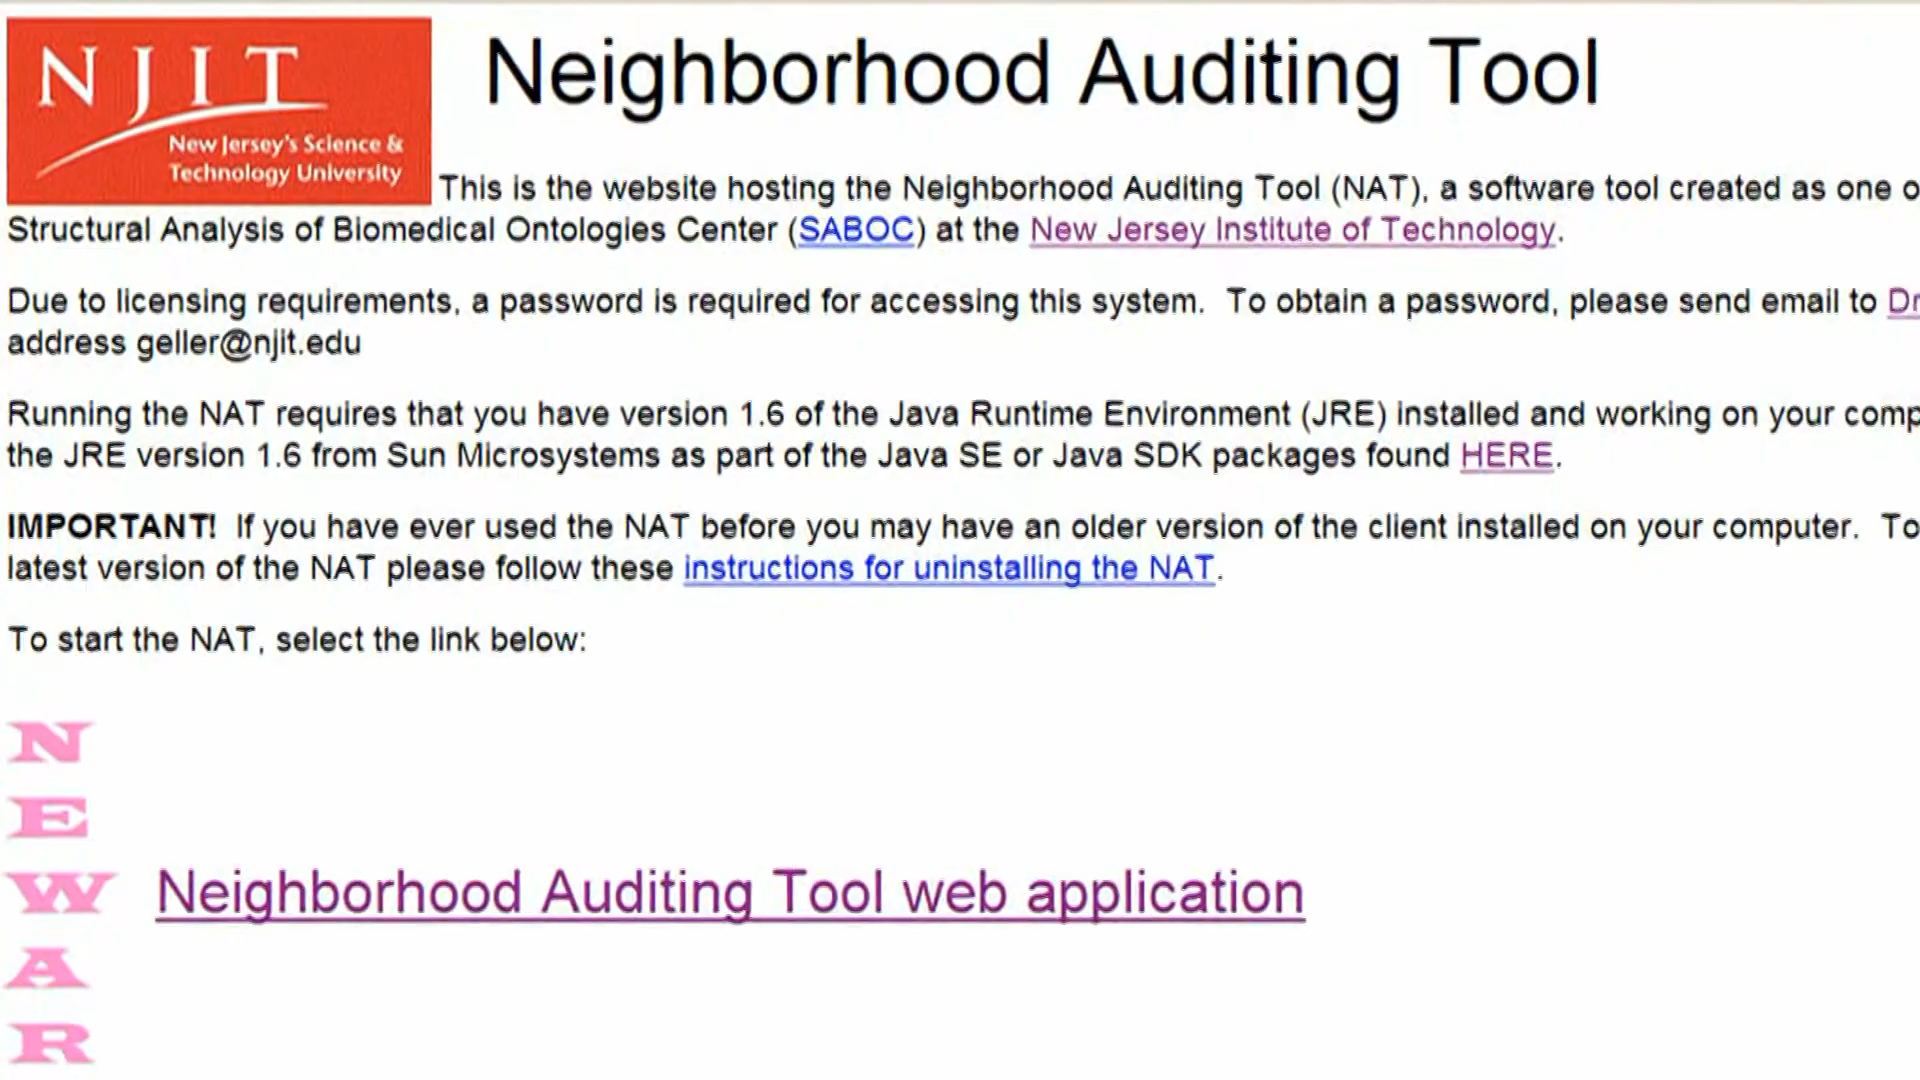 NJIT
New Jersey's Science &
Technology University
Neighborhood Auditing Tool
This is the website hosting the Neighborhood Auditing Tool (NAT), a software tool created as one
Structural Analysis of Biomedical Ontologies Center (SABOC) at the New Jersey Institute of Technology.
Due to licensing requirements, a password is required for accessing this system. To obtain a password, please send email to
address geller@njit.edu
Running the NAT requires that you have version 1.6 of the Java Runtime Environment (JRE) installed and working on your
the JRE version 1.6 from Sun Microsystems as part of the Java SE or Java SDK packages found HERE.
IMPORTANT! If you have ever used the NAT before you may have an older version of the client installed on your computer. To
latest version of the NAT please follow these instructions for uninstalling the NAT.
To start the NAT, select the link below:
N
E
W
A
R
Neighborhood Auditing Tool web application